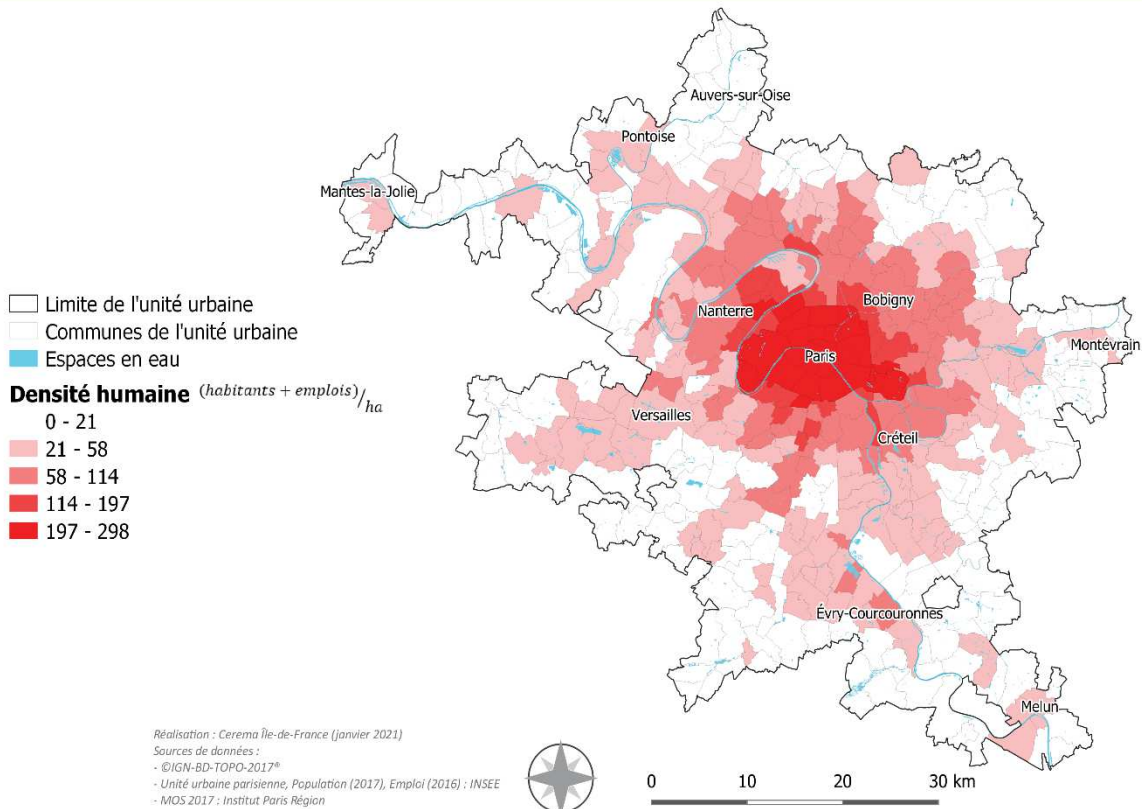 Auvers-sur-Oise
Pontoise
Mantes-la-Jolie
Nanterre
Bobigny
Paris
Montévrain
Versailles
Créteil
Évry-Courcouronnes
Melun
Limite de l'unité urbaine
Communes de l'unité urbaine
Espaces en eau
Densité humaine (habitants + emplois)/ha
0 - 21
21 - 58
58 - 114
114 - 197
197 - 298
Réalisation : Cerema Île-de-France (janvier 2021)
Sources de données :
- ©IGN-BD-TOPO-2017®
- Unité urbaine parisienne, Population (2017), Emploi (2016) : INSEE
- MOS 2017 : Institut Paris Région
0 10 20 30 km